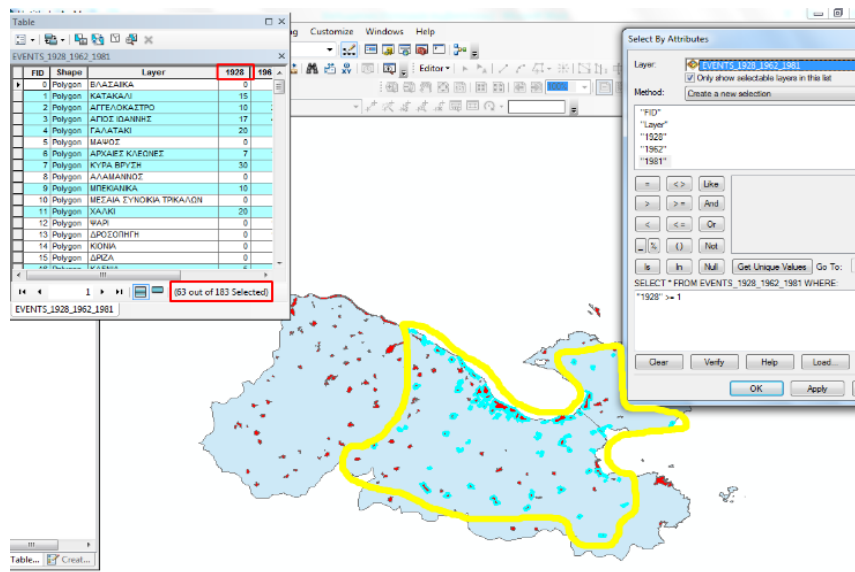 Table
EVENTS_1928_1962_1981
FID Shape Layer 1928 196
0 Polygon ΒΛΑΣΑΙΙΚΑ 0
1 Polygon ΚΑΤΑΚΑΛΙ 15
2 Polygon ΑΓΓΕΛΟΚΑΣΤΡΟ 10
3 Polygon ΑΓΙΟΣ ΙΩΑΝΝΗΣ 17
4 Polygon ΓΑΛΑΤΑΚΙ 20
5 Polygon ΜΑΨΟΣ 0
6 Polygon ΑΡΧΑΙΕΣ ΚΛΕΩΝΕΣ 7
7 Polygon ΚΥΡΑ ΒΡΥΣΗ 30
8 Polygon ΑΛΑΜΑΝΝΟΣ 0
9 Polygon ΜΠΕΚΙΑΝΙΚΑ 10
10 Polygon ΜΕΣΑΙΑ ΣΥΝΟΙΚΙΑ ΤΡΙΚΑΛΩΝ 0
11 Polygon ΧΑΛΚΙ 20
12 Polygon ΨΑΡΙ 0
13 Polygon ΔΡΟΣΟΠΗΓΗ 0
14 Polygon ΚΙΟΝΙΑ 0
15 Polygon ΔΡΙΖΑ 0
1 (63 out of 183 Selected)
EVENTS_1928_1962_1981
Customize Windows Help
Editor
100%
Select By Attributes
Layer: EVENTS_1928_1962_1981
Only show selectable layers in this list
Method: Create a new selection
"FID"
"Layer"
"1928"
"1962"
"1981"
= <> Like
> >= And
< <= Or
_ % () Not
Is In Null Get Unique Values Go To:
SELECT * FROM EVENTS_1928_1962_1981 WHERE:
"1928" >= 1
Clear Verify Help Load...
OK Apply
Table... Creat...